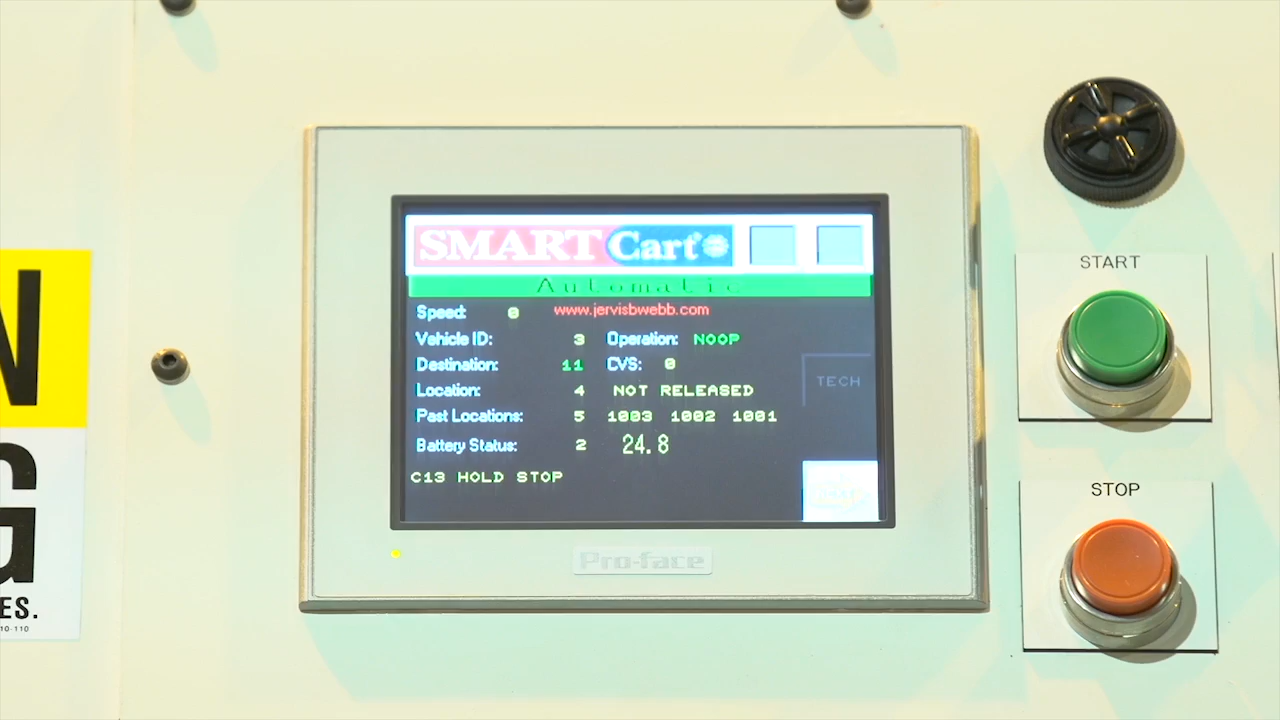 SMART Cart
Automatic
Speed: 0 www.jervisbwebb.com
Vehicle ID: 3 Operation: NOOP
Destination: 11 CVS: 0
Location: 4 NOT RELEASED
TECH
Past Locations: 5 1003 1002 1001
Battery Status: 2 24.8
C13 HOLD STOP
Pro-face
START
STOP
N
G
ES.
10-110